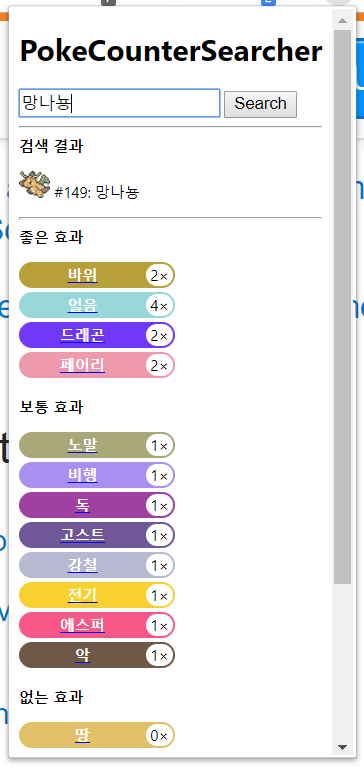 PokeCounterSearcher
망나뇽 Search
검색 결과
#149: 망나뇽
좋은 효과
바위 2×
얼음 4×
드래곤 2×
페어리 2×
보통 효과
노말 1×
비행 1×
독 1×
고스트 1×
강철 1×
전기 1×
에스퍼 1×
악 1×
없는 효과
땅 0×